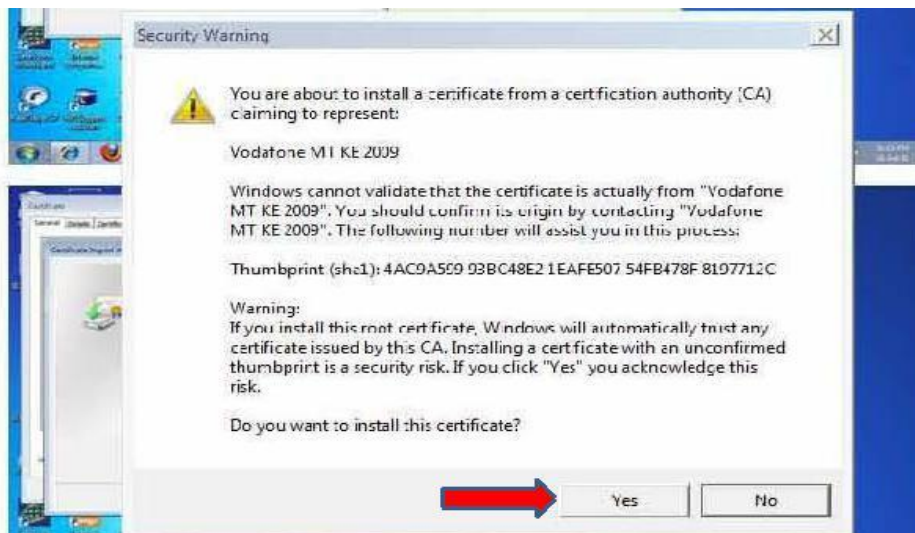 Security Warning
You are about to install a certificate from a certification authority (CA)
claiming to represent:
Vodafone MT KE 2009
Windows cannot validate that the certificate is actually from "Vodafone
MT KE 2009". You should confirm its origin by contacting "Vodafone
MT KE 2009". The following number will assist you in this process:
Thumbprint (sha1): 4AC9A599 93BC48E2 1EAFE507 54FB478F 8197712C
Warning:
If you install this root certificate, Windows will automatically trust any
certificate issued by this CA. Installing a certificate with an unconfirmed
thumbprint is a security risk. If you click "Yes" you acknowledge this
risk.
Do you want to install this certificate?
Yes
No
Certificate
General Details